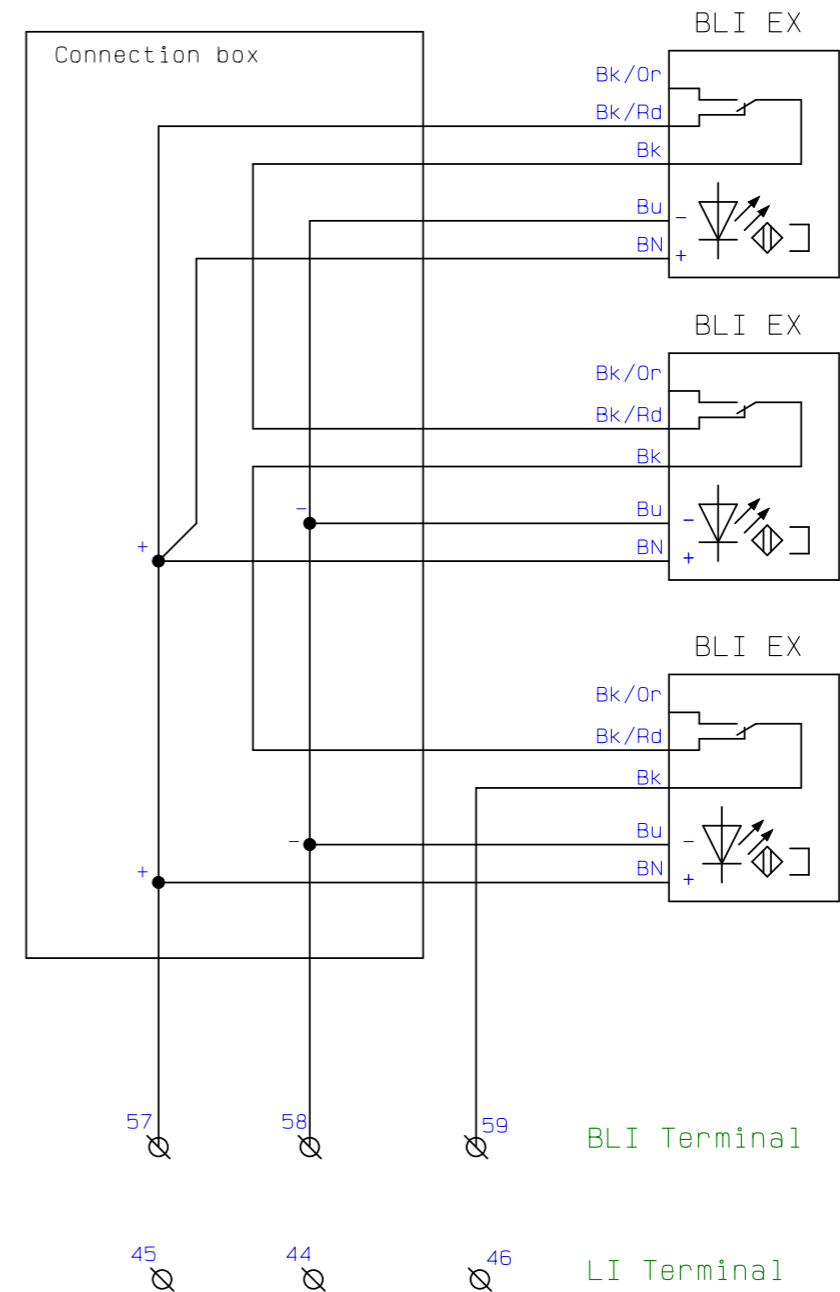 BLI EX
Connection box
Bk/Or
Bk/Rd
Bk
Bu
-
BN
+
BLI EX
Bk/Or
Bk/Rd
Bk
-
Bu
-
+
BN
+
BLI EX
Bk/Or
Bk/Rd
Bk
-
Bu
-
+
BN
+
57
58
59
BLI Terminal
45
44
46
LI Terminal